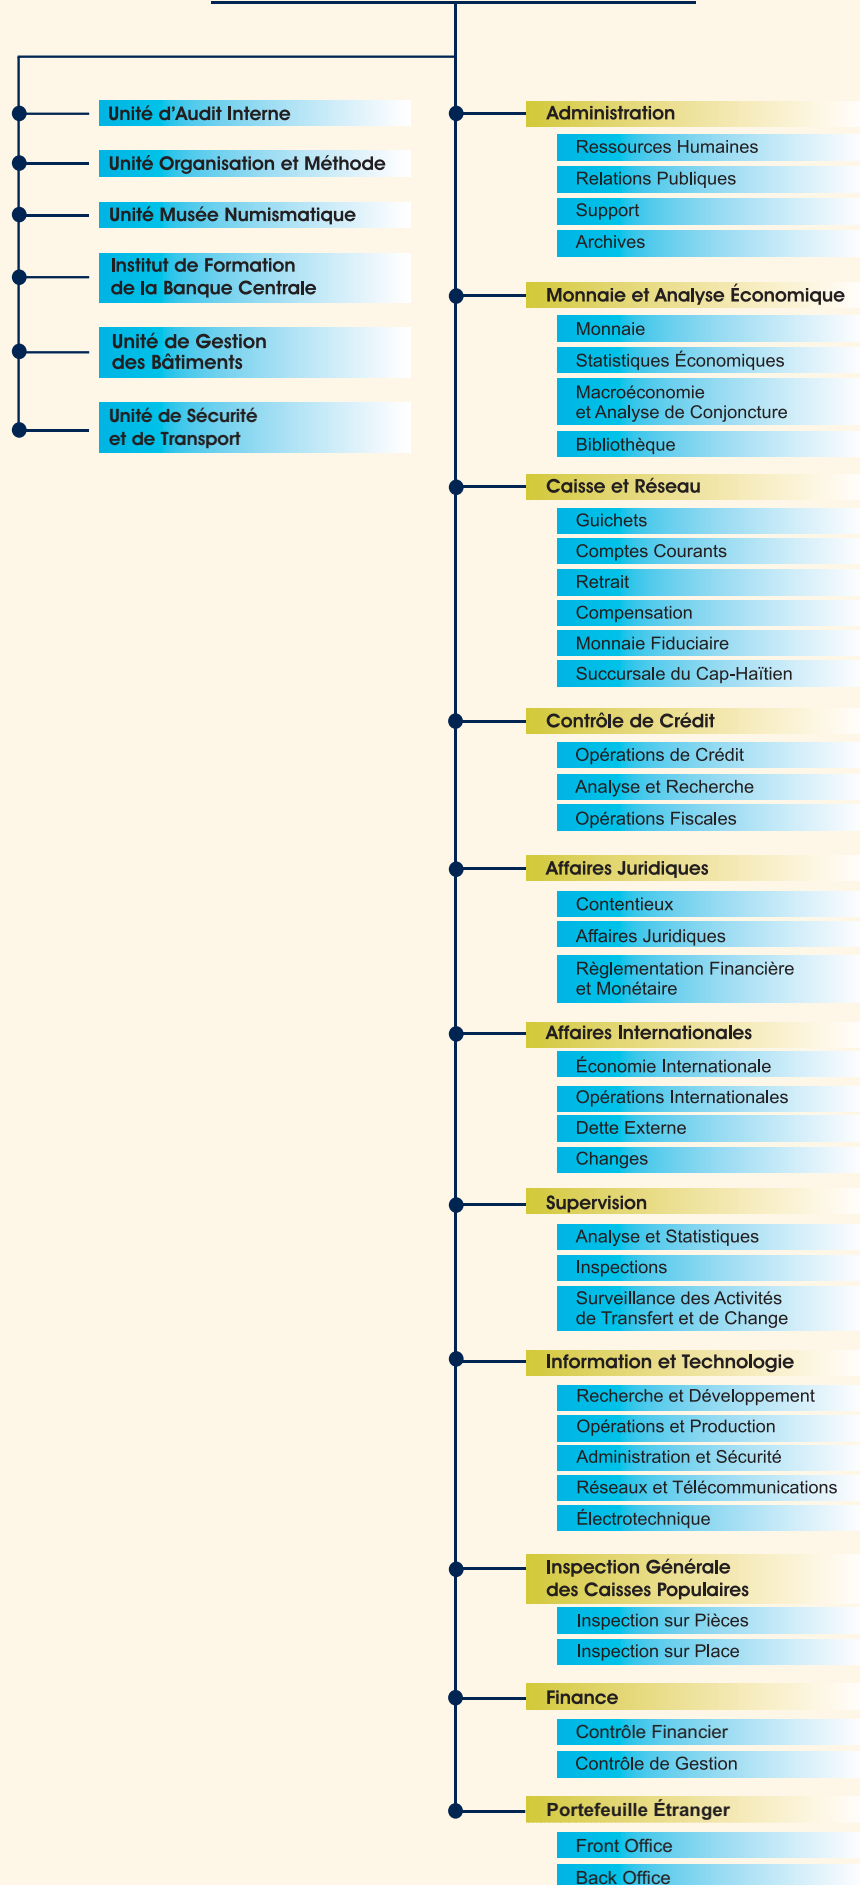 Unité d'Audit Interne
Unité Organisation et Méthode
Unité Musée Numismatique
Institut de Formation
de la Banque Centrale
Unité de Gestion
des Bâtiments
Unité de Sécurité
et de Transport
Administration
Ressources Humaines
Relations Publiques
Support
Archives
Monnaie et Analyse Économique
Monnaie
Statistiques Économiques
Macroéconomie
et Analyse de Conjoncture
Bibliothèque
Caisse et Réseau
Guichets
Comptes Courants
Retrait
Compensation
Monnaie Fiduciaire
Succursale du Cap-Haïtien
Contrôle de Crédit
Opérations de Crédit
Analyse et Recherche
Opérations Fiscales
Affaires Juridiques
Contentieux
Affaires Juridiques
Règlementation Financière
et Monétaire
Affaires Internationales
Économie Internationale
Opérations Internationales
Dette Externe
Changes
Supervision
Analyse et Statistiques
Inspections
Surveillance des Activités
de Transfert et de Change
Information et Technologie
Recherche et Développement
Opérations et Production
Administration et Sécurité
Réseaux et Télécommunications
Électrotechnique
Inspection Générale
des Caisses Populaires
Inspection sur Pièces
Inspection sur Place
Finance
Contrôle Financier
Contrôle de Gestion
Portefeuille Étranger
Front Office
Back Office